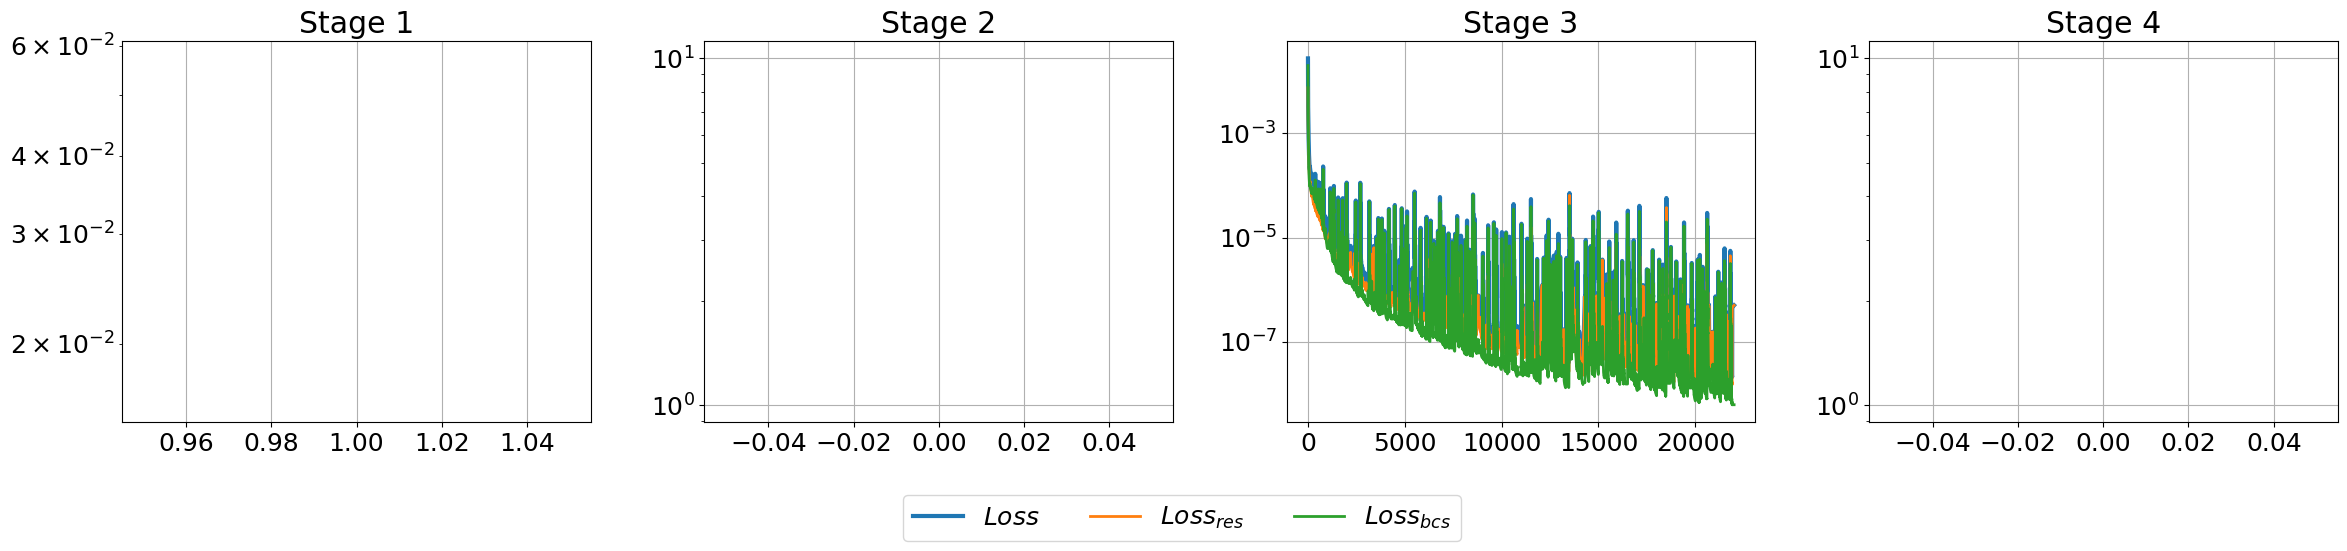 Stage 1 Stage 2 Stage 3 Stage 4
6 × 10⁻²
4 × 10⁻²
3 × 10⁻²
2 × 10⁻²
0.96 0.98 1.00 1.02 1.04
10¹
10⁰
−0.04 −0.02 0.00 0.02 0.04
10⁻³
10⁻⁵
10⁻⁷
0 5000 10000 15000 20000
10¹
10⁰
−0.04 −0.02 0.00 0.02 0.04
Loss Loss_res Loss_bcs